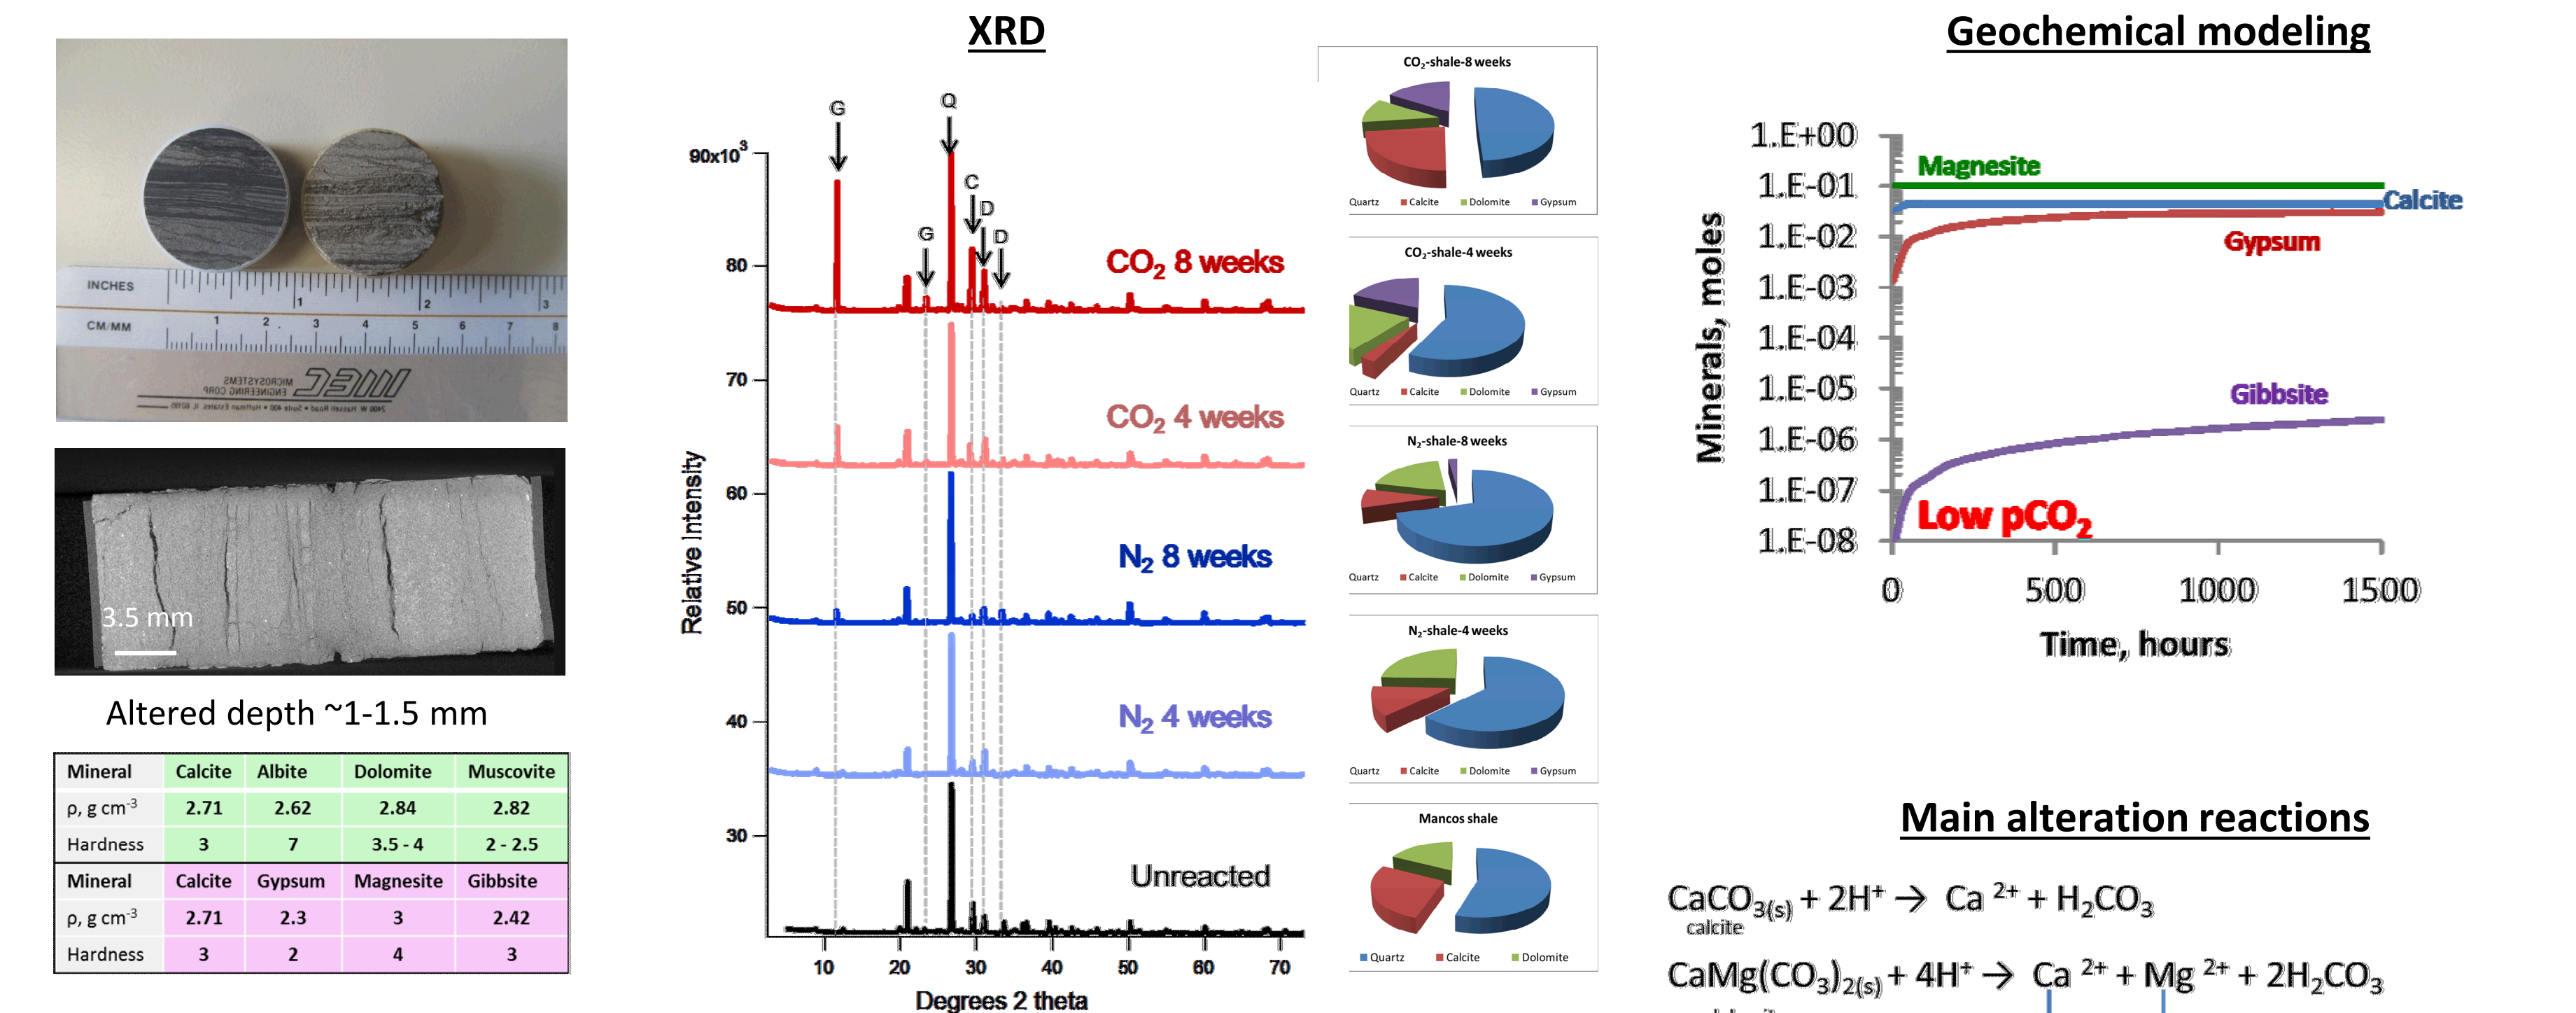 INCHES
1 2 3
CM/MM
1 2 3 4 5 6 7 8
MICROSYSTEMS
ENGINEERING CORP
3.5 mm
Altered depth ~1-1.5 mm
Mineral Calcite Albite Dolomite Muscovite
ρ, g cm-3 2.71 2.62 2.84 2.82
Hardness 3 7 3.5 - 4 2 - 2.5
Mineral Calcite Gypsum Magnesite Gibbsite
ρ, g cm-3 2.71 2.3 3 2.42
Hardness 3 2 4 3
XRD
G Q
C
D
G D
90x10³
80
70
60
50
40
30
Relative Intensity
CO₂ 8 weeks
CO₂ 4 weeks
N₂ 8 weeks
N₂ 4 weeks
Unreacted
10 20 30 40 50 60 70
Degrees 2 theta
CO₂-shale-8 weeks
Quartz Calcite Dolomite Gypsum
CO₂-shale-4 weeks
Quartz Calcite Dolomite Gypsum
N₂-shale-8 weeks
Quartz Calcite Dolomite Gypsum
N₂-shale-4 weeks
Quartz Calcite Dolomite Gypsum
Mancos shale
Quartz Calcite Dolomite
Geochemical modeling
Minerals, moles
1.E+00
1.E-01
1.E-02
1.E-03
1.E-04
1.E-05
1.E-06
1.E-07
1.E-08
Magnesite
Calcite
Gypsum
Gibbsite
Low pCO₂
0 500 1000 1500
Time, hours
Main alteration reactions
CaCO₃(s) + 2H⁺ → Ca ²⁺ + H₂CO₃
calcite
CaMg(CO₃)₂(s) + 4H⁺ → Ca ²⁺ + Mg ²⁺ + 2H₂CO₃